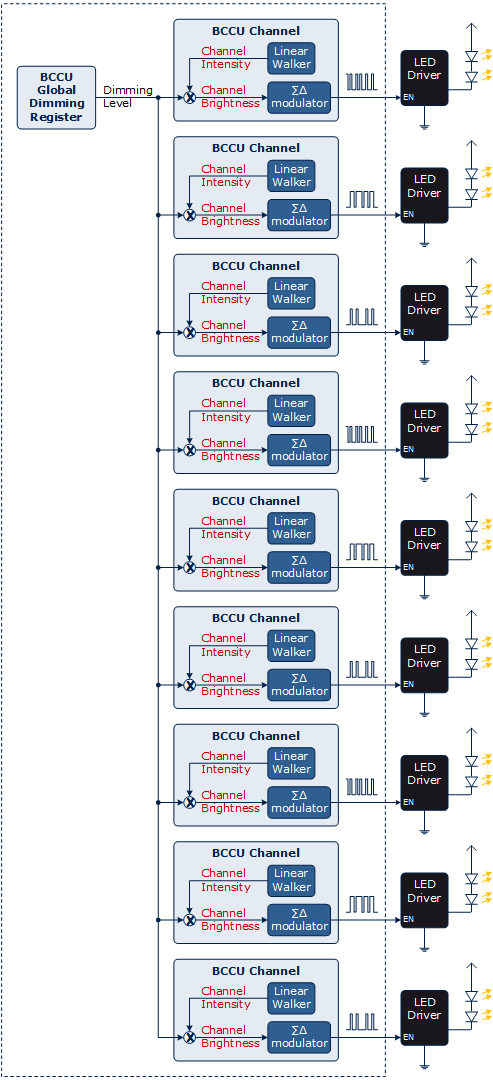 BCCU
Global
Dimming
Register
Dimming
Level
BCCU Channel
Channel
Intensity
Linear
Walker
Channel
Brightness
ΣΔ
modulator
LED
Driver
EN
BCCU Channel
Channel
Intensity
Linear
Walker
Channel
Brightness
ΣΔ
modulator
LED
Driver
EN
BCCU Channel
Channel
Intensity
Linear
Walker
Channel
Brightness
ΣΔ
modulator
LED
Driver
EN
BCCU Channel
Channel
Intensity
Linear
Walker
Channel
Brightness
ΣΔ
modulator
LED
Driver
EN
BCCU Channel
Channel
Intensity
Linear
Walker
Channel
Brightness
ΣΔ
modulator
LED
Driver
EN
BCCU Channel
Channel
Intensity
Linear
Walker
Channel
Brightness
ΣΔ
modulator
LED
Driver
EN
BCCU Channel
Channel
Intensity
Linear
Walker
Channel
Brightness
ΣΔ
modulator
LED
Driver
EN
BCCU Channel
Channel
Intensity
Linear
Walker
Channel
Brightness
ΣΔ
modulator
LED
Driver
EN
BCCU Channel
Channel
Intensity
Linear
Walker
Channel
Brightness
ΣΔ
modulator
LED
Driver
EN